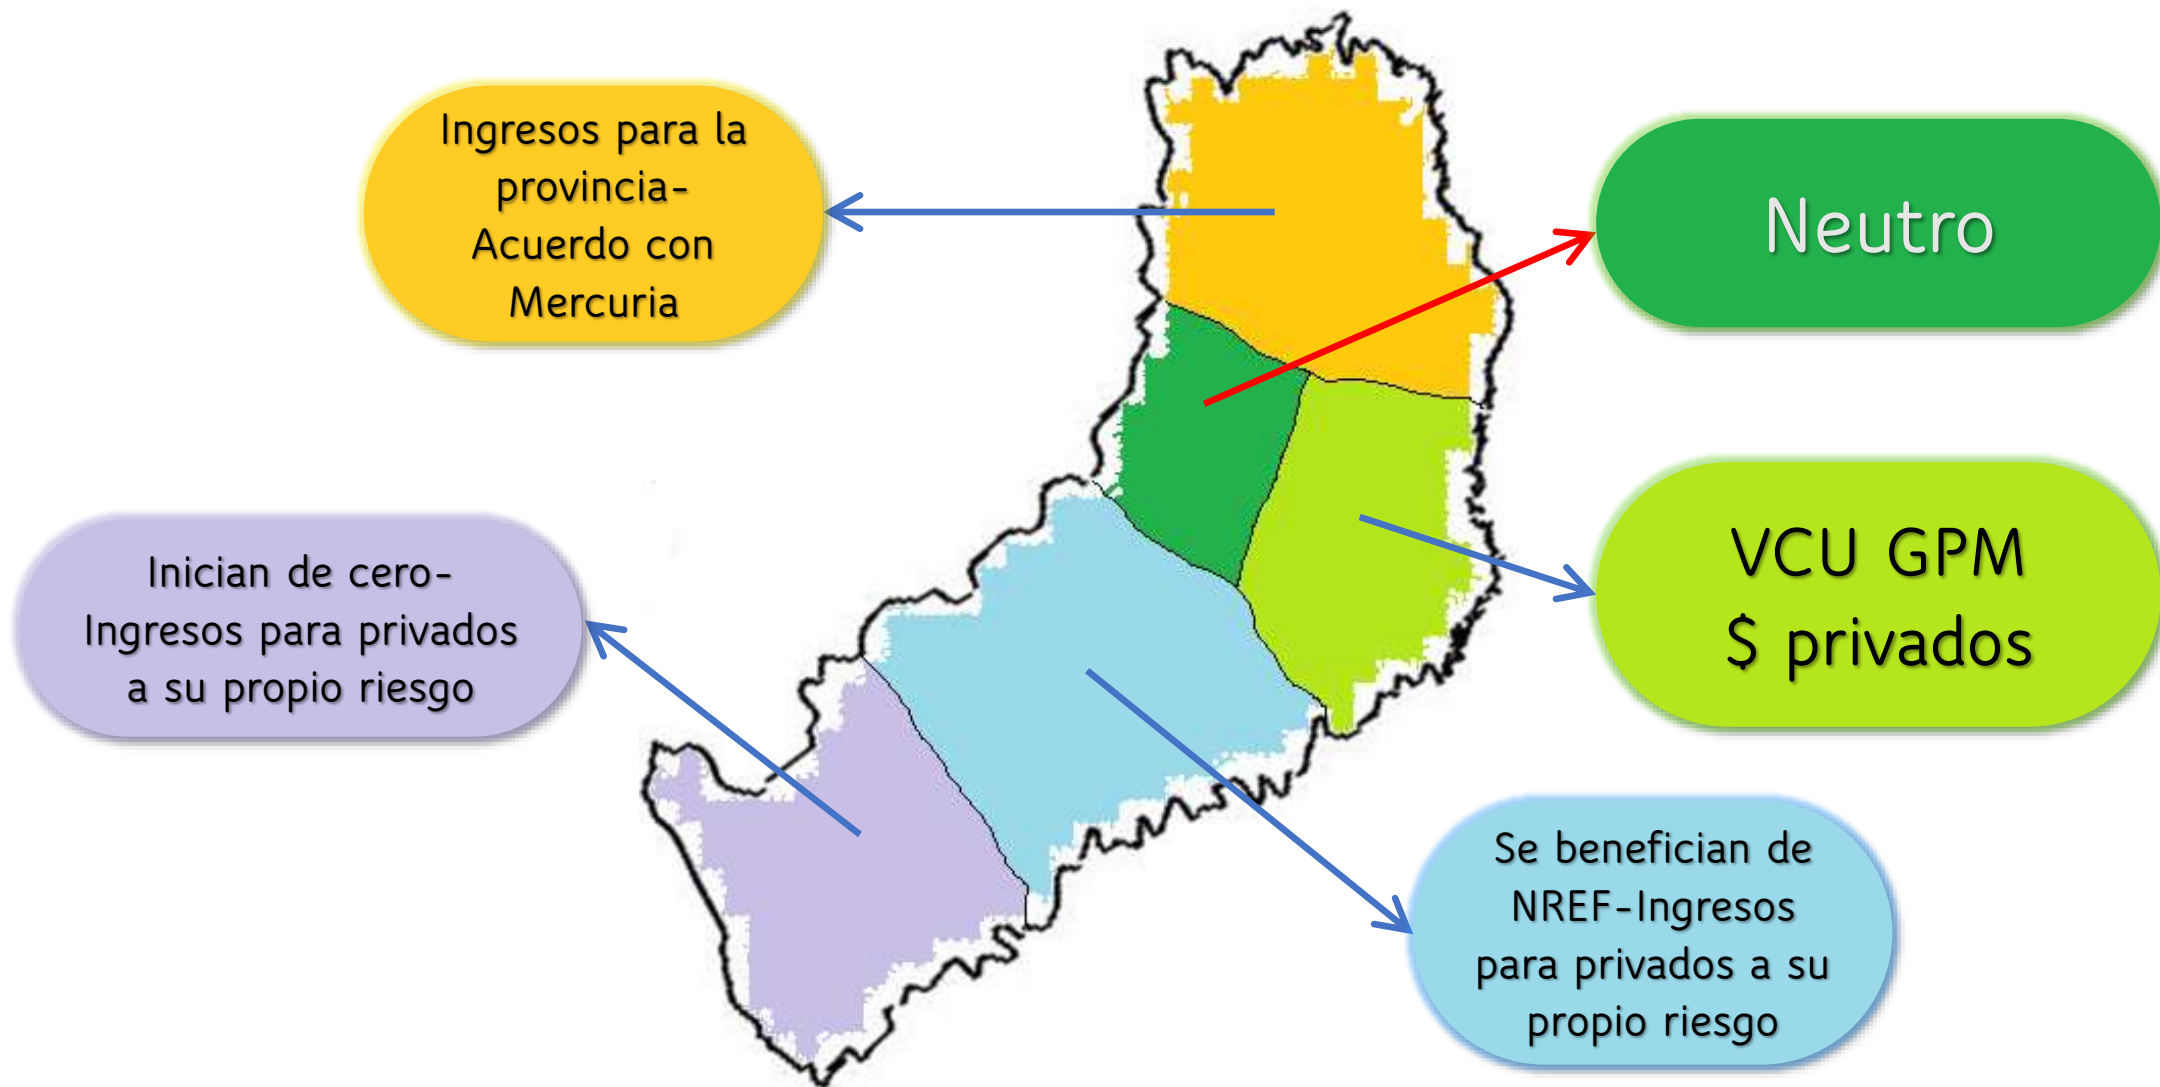 Ingresos para la
provincia-
Acuerdo con
Mercuria
Neutro
VCU GPM
$ privados
Inician de cero-
Ingresos para privados
a su propio riesgo
Se benefician de
NREF-Ingresos
para privados a su
propio riesgo